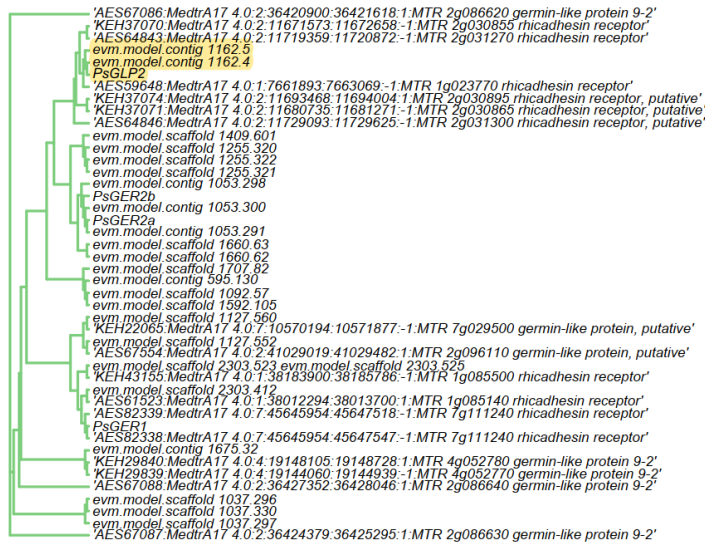 'AES67086:MedtrA17 4.0:2:36420900:36421618:1:MTR 2g086620 germin-like protein 9-2'
'KEH37070:MedtrA17 4.0:2:11671573:11672658:-1:MTR 2g030855 rhicadhesin receptor'
'AES64843:MedtrA17 4.0:2:11719359:11720872:-1:MTR 2g031270 rhicadhesin receptor'
evm.model.contig 1162.5
evm.model.contig 1162.4
PsGLP2
'AES59648:MedtrA17 4.0:1:7661893:7663069:-1:MTR 1g023770 rhicadhesin receptor'
'KEH37074:MedtrA17 4.0:2:11693468:11694004:1:MTR 2g030895 rhicadhesin receptor, putative'
'KEH37071:MedtrA17 4.0:2:11680735:11681271:-1:MTR 2g030865 rhicadhesin receptor, putative'
'AES64846:MedtrA17 4.0:2:11729093:11729625:-1:MTR 2g031300 rhicadhesin receptor, putative'
evm.model.scaffold 1409.601
evm.model.scaffold 1255.320
evm.model.scaffold 1255.322
evm.model.scaffold 1255.321
evm.model.contig 1053.298
PsGER2b
evm.model.contig 1053.300
PsGER2a
evm.model.contig 1053.291
evm.model.scaffold 1660.63
evm.model.scaffold 1660.62
evm.model.scaffold 1707.82
evm.model.contig 595.130
evm.model.scaffold 1092.57
evm.model.scaffold 1592.105
evm.model.scaffold 1127.560
'KEH22065:MedtrA17 4.0:7:10570194:10571877:-1:MTR 7g029500 germin-like protein, putative'
evm.model.scaffold 1127.552
'AES67554:MedtrA17 4.0:2:41029019:41029482:1:MTR 2g096110 germin-like protein, putative'
evm.model.scaffold 2303.523 evm.model.scaffold 2303.525
'KEH43155:MedtrA17 4.0:1:38183900:38185786:-1:MTR 1g085500 rhicadhesin receptor'
evm.model.scaffold 2303.412
'AES61523:MedtrA17 4.0:1:38012294:38013700:1:MTR 1g085140 rhicadhesin receptor'
'AES82339:MedtrA17 4.0:7:45645954:45647518:-1:MTR 7g111240 rhicadhesin receptor'
PsGER1
'AES82338:MedtrA17 4.0:7:45645954:45647547:-1:MTR 7g111240 rhicadhesin receptor'
evm.model.contig 1675.32
'KEH29840:MedtrA17 4.0:4:19148105:19148728:1:MTR 4g052780 germin-like protein 9-2'
'KEH29839:MedtrA17 4.0:4:19144060:19144939:-1:MTR 4g052770 germin-like protein 9-2'
'AES67088:MedtrA17 4.0:2:36427352:36428046:1:MTR 2g086640 germin-like protein 9-2'
evm.model.scaffold 1037.296
evm.model.scaffold 1037.330
evm.model.scaffold 1037.297
'AES67087:MedtrA17 4.0:2:36424379:36425295:1:MTR 2g086630 germin-like protein 9-2'